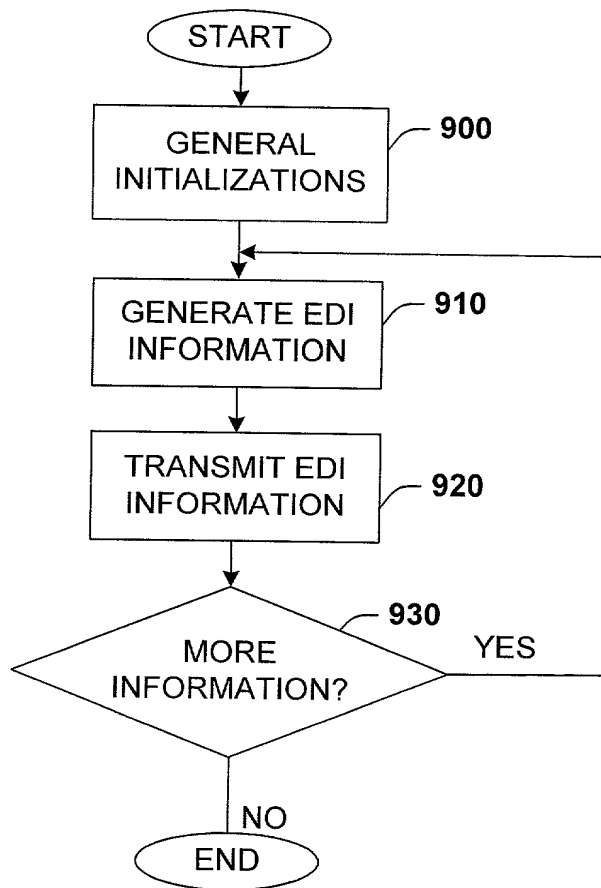 START
GENERAL
INITIALIZATIONS
900
GENERATE EDI
INFORMATION
910
TRANSMIT EDI
INFORMATION
920
MORE
INFORMATION?
930
YES
NO
END